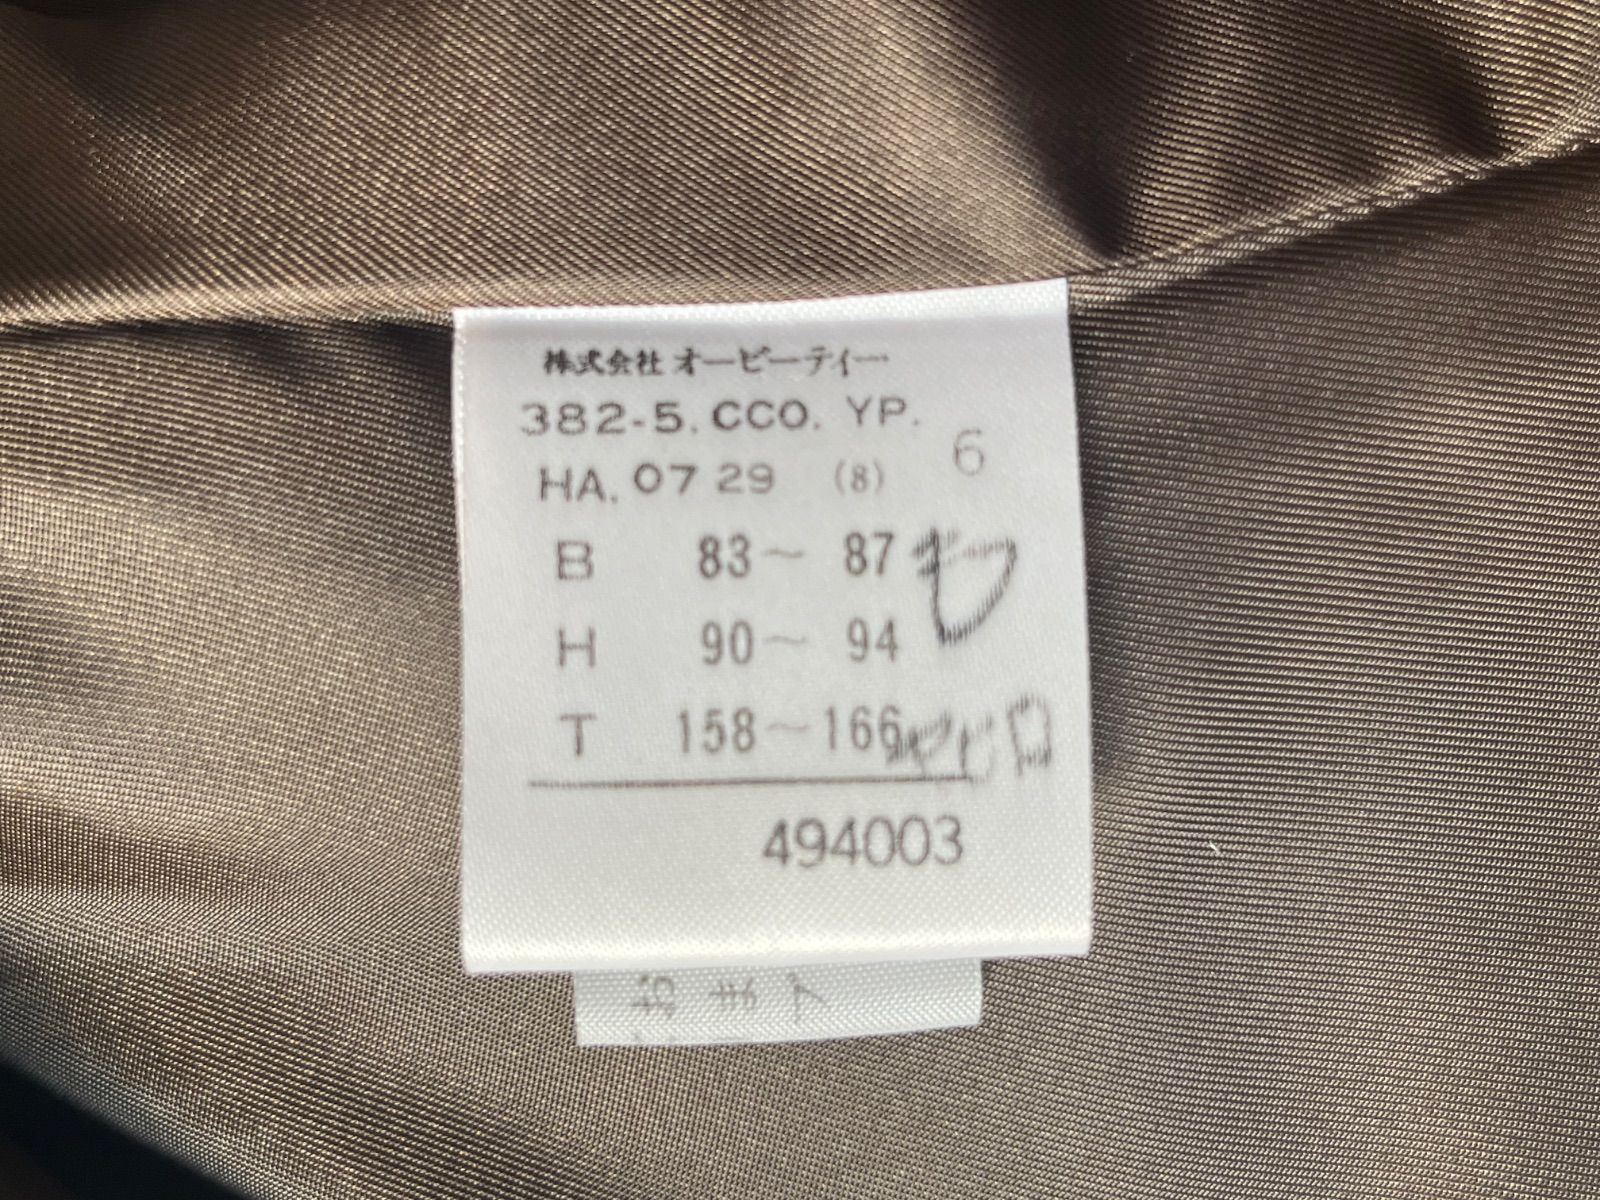 株式会社 オービーティー
382-5. CCO. YP.
HA. 07 29 (8) 6
B 83〜 87
H 90〜 94
T 158〜166
494003